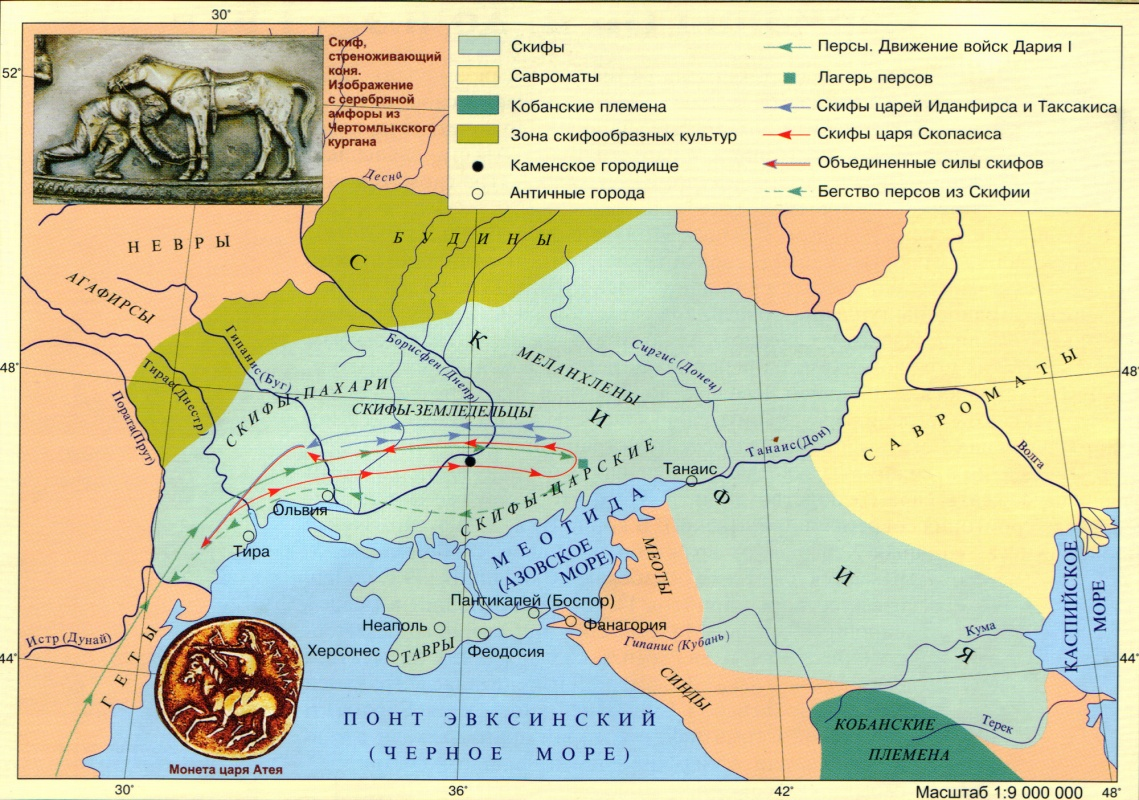 30°
52°
Скиф,
стреноживающий
коня.
Изображение
с серебряной
амфоры из
Чертомлыкского
кургана
Скифы
Савроматы
Кобанские племена
Зона скифообразных культур
Каменское городище
Античные города
Персы. Движение войск Дария I
Лагерь персов
Скифы царей Иданфирса и Таксакиса
Скифы царя Скопасиса
Объединенные силы скифов
Бегство персов из Скифии
Десна
НЕВРЫ
БУДИНЫ
АГАФИРСЫ
СКИФИЯ
48°
48°
Гипанис (Буг)
Борисфен (Днепр)
Сиргис (Донец)
МЕЛАНХЛЕНЫ
Тирас (Днестр)
Пората (Прут)
СКИФЫ-ПАХАРИ
СКИФЫ-ЗЕМЛЕДЕЛЬЦЫ
САВРОМАТЫ
Волга
СКИФЫ-ЦАРСКИЕ
Танаис
Танаис (Дон)
Ольвия
Тира
МЕОТИДА
(АЗОВСКОЕ
МОРЕ)
МЕОТЫ
КАСПИЙСКОЕ
МОРЕ
Пантикапей (Боспор)
Неаполь
Фанагория
Истр (Дунай)
ГЕТЫ
Херсонес
ТАВРЫ
Феодосия
Гипанис (Кубань)
Кума
44°
44°
СИНДЫ
ПОНТ ЭВКСИНСКИЙ
(ЧЕРНОЕ МОРЕ)
КОБАНСКИЕ
ПЛЕМЕНА
Терек
АТАИАΣ
Монета царя Атея
30°
36°
42°
48°
Масштаб 1:9 000 000